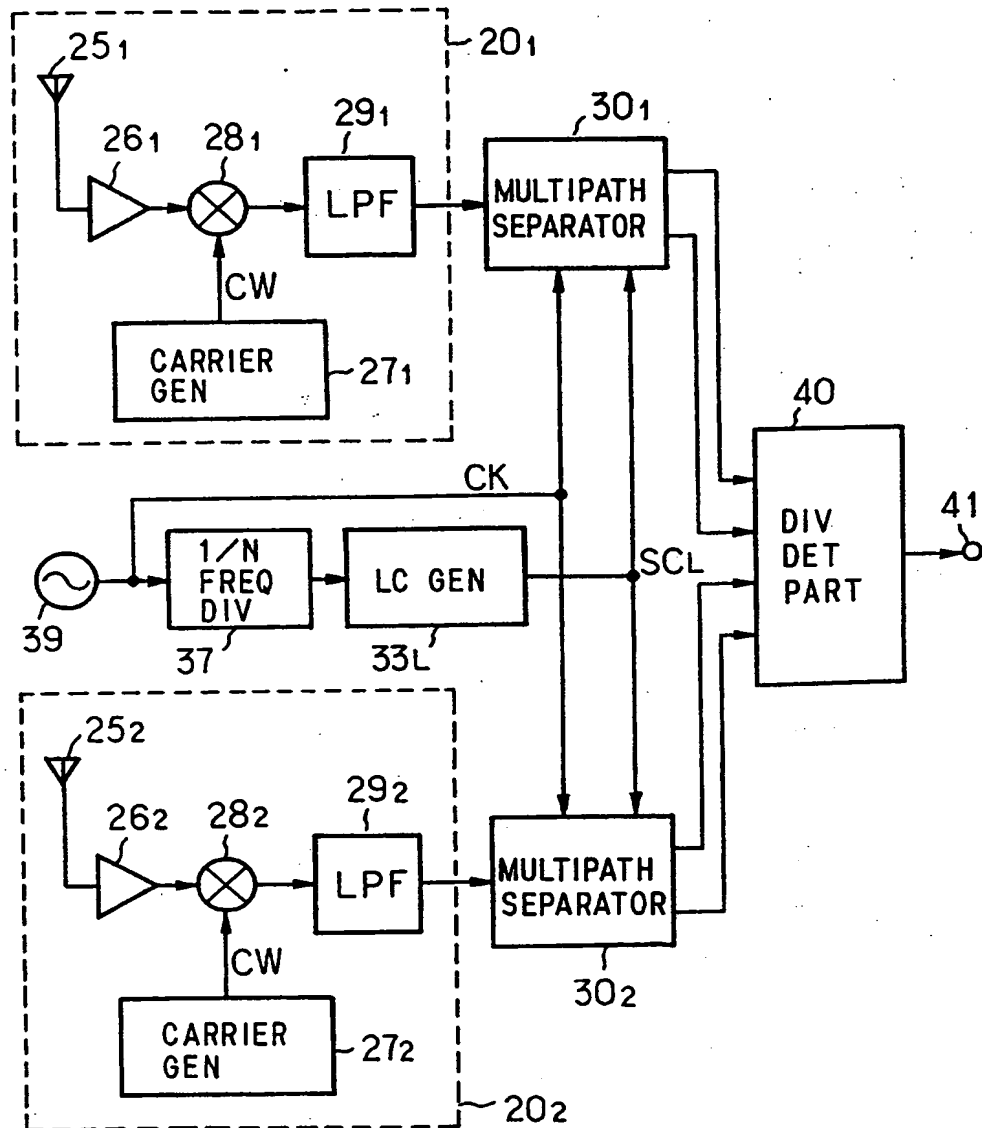 25₁
20₁
26₁
28₁
29₁
LPF
30₁
MULTIPATH
SEPARATOR
CW
CARRIER
GEN
27₁
40
CK
41
DIV
DET
PART
39
1/N
FREQ
DIV
37
LC GEN
33L
SCL
25₂
26₂
28₂
29₂
LPF
MULTIPATH
SEPARATOR
30₂
CW
CARRIER
GEN
27₂
20₂